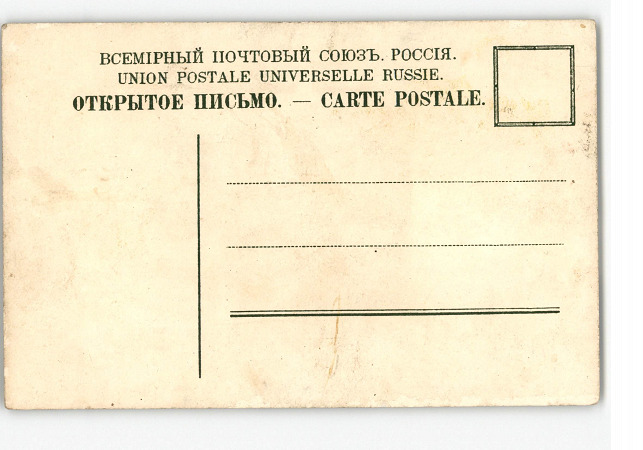 ВСЕМІРНЫЙ ПОЧТОВЫЙ СОЮЗЪ. РОССІЯ.
UNION POSTALE UNIVERSELLE RUSSIE.
ОТКРЫТОЕ ПИСЬМО. — CARTE POSTALE.